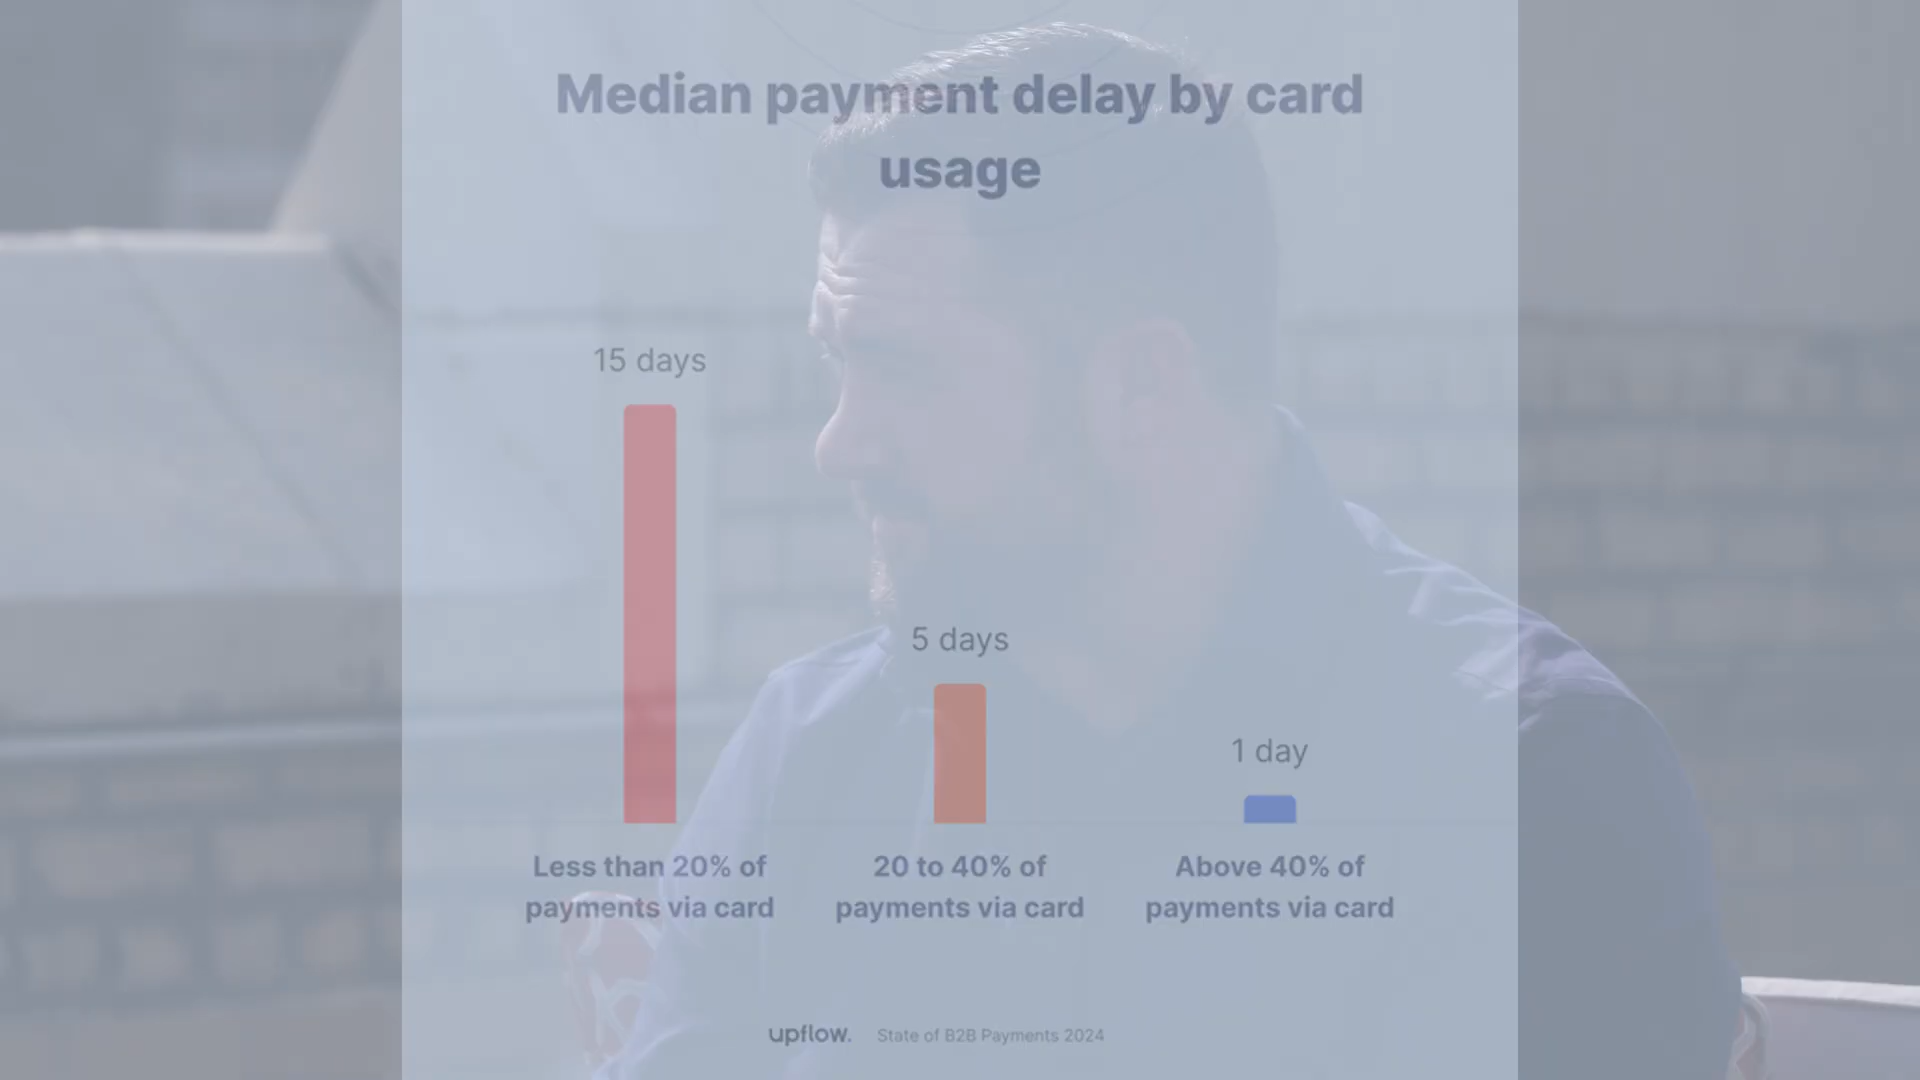 Median payment delay by card
usage
15 days
5 days
1 day
Less than 20% of
payments via card
20 to 40% of
payments via card
Above 40% of
payments via card
upflow.
State of B2B Payments 2024